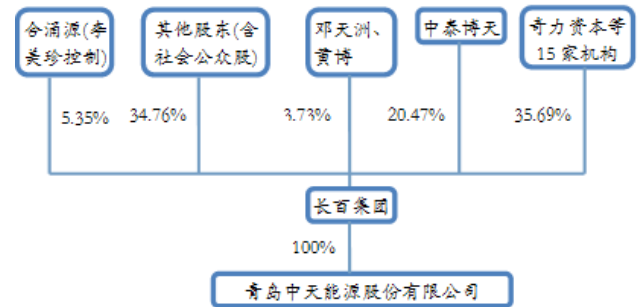 合涌源(李
美珍控制)
其他股东(含
社会公众股)
邓天洲、
黄博
中泰博天
奇力资本等
15 家机构
5.35%
34.76%
3.73%
20.47%
35.69%
长百集团
100%
青岛中天能源股份有限公司